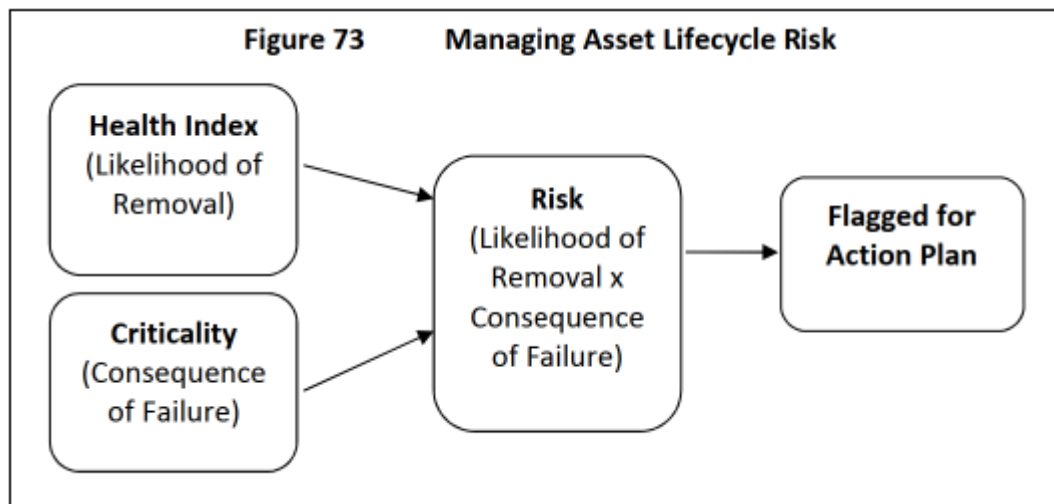 Figure 73 Managing Asset Lifecycle Risk
Health Index
(Likelihood of
Removal)
Criticality
(Consequence
of Failure)
Risk
(Likelihood of
Removal x
Consequence
of Failure)
Flagged for
Action Plan